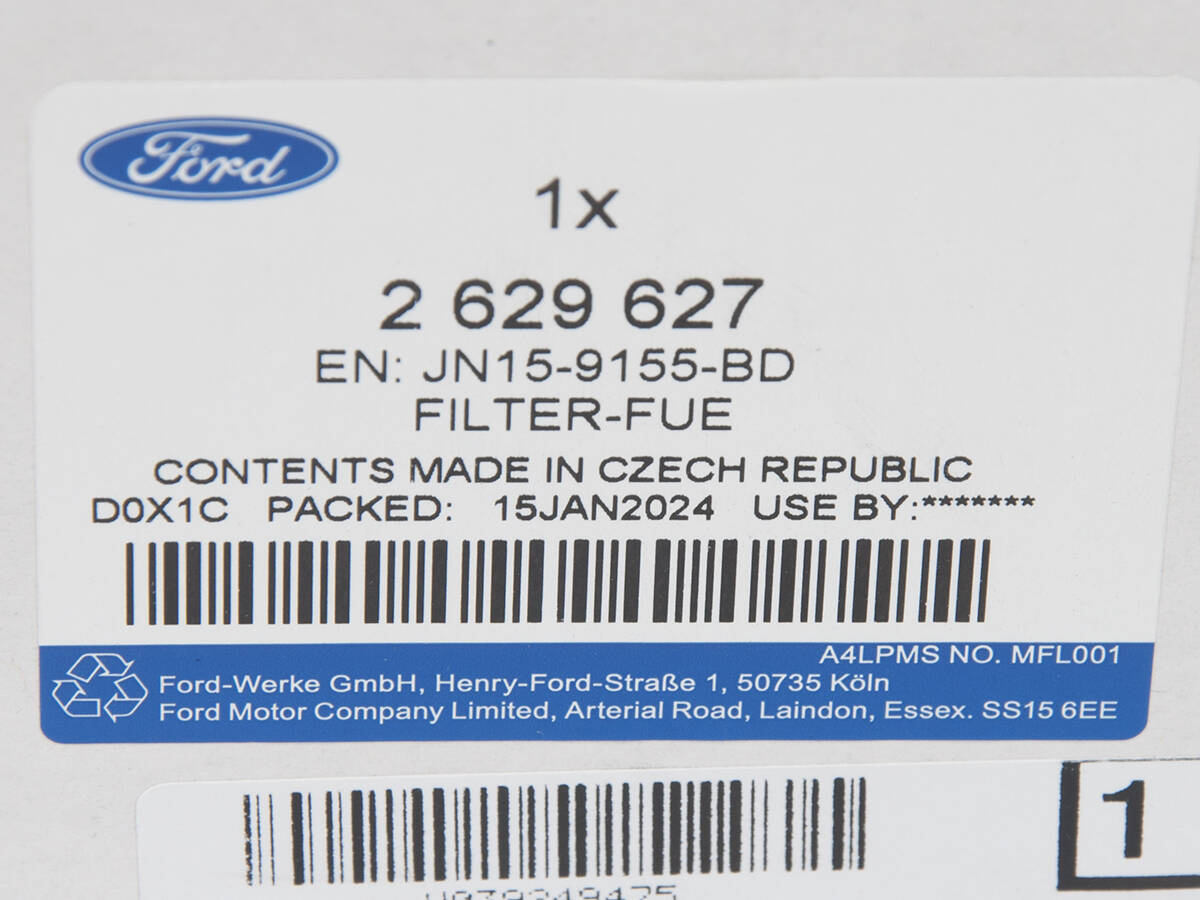 Ford
1x
2 629 627
EN: JN15-9155-BD
FILTER-FUE
CONTENTS MADE IN CZECH REPUBLIC
D0X1C PACKED: 15JAN2024 USE BY:*******
A4LPMS NO. MFL001
Ford-Werke GmbH, Henry-Ford-Straße 1, 50735 Köln
Ford Motor Company Limited, Arterial Road, Laindon, Essex. SS15 6EE
1